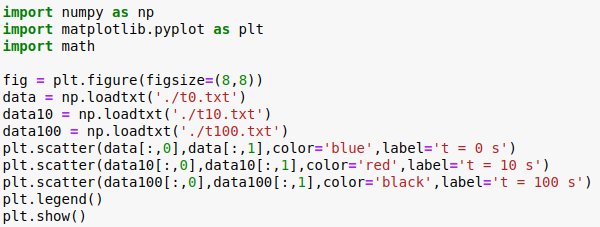 import numpy as np
import matplotlib.pyplot as plt
import math

fig = plt.figure(figsize=(8,8))
data = np.loadtxt('./t0.txt')
data10 = np.loadtxt('./t10.txt')
data100 = np.loadtxt('./t100.txt')
plt.scatter(data[:,0],data[:,1],color='blue',label='t = 0 s')
plt.scatter(data10[:,0],data10[:,1],color='red',label='t = 10 s')
plt.scatter(data100[:,0],data100[:,1],color='black',label='t = 100 s')
plt.legend()
plt.show()